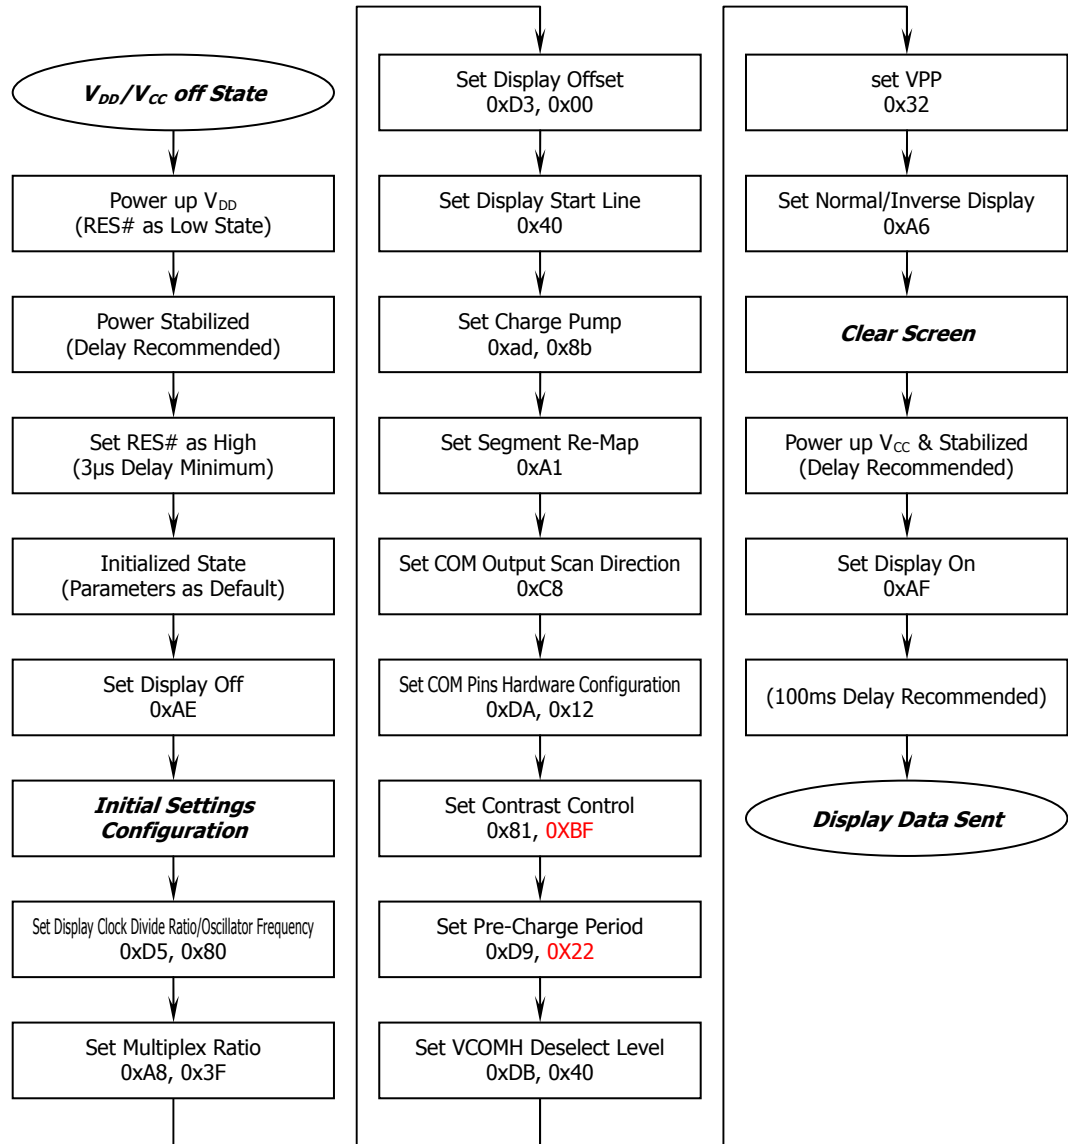 V_DD/V_CC off State
Power up V_DD
(RES# as Low State)
Power Stabilized
(Delay Recommended)
Set RES# as High
(3µs Delay Minimum)
Initialized State
(Parameters as Default)
Set Display Off
0xAE
Initial Settings
Configuration
Set Display Clock Divide Ratio/Oscillator Frequency
0xD5, 0x80
Set Multiplex Ratio
0xA8, 0x3F
Set Display Offset
0xD3, 0x00
Set Display Start Line
0x40
Set Charge Pump
0xad, 0x8b
Set Segment Re-Map
0xA1
Set COM Output Scan Direction
0xC8
Set COM Pins Hardware Configuration
0xDA, 0x12
Set Contrast Control
0x81, 0XBF
Set Pre-Charge Period
0xD9, 0X22
Set VCOMH Deselect Level
0xDB, 0x40
set VPP
0x32
Set Normal/Inverse Display
0xA6
Clear Screen
Power up V_CC & Stabilized
(Delay Recommended)
Set Display On
0xAF
(100ms Delay Recommended)
Display Data Sent